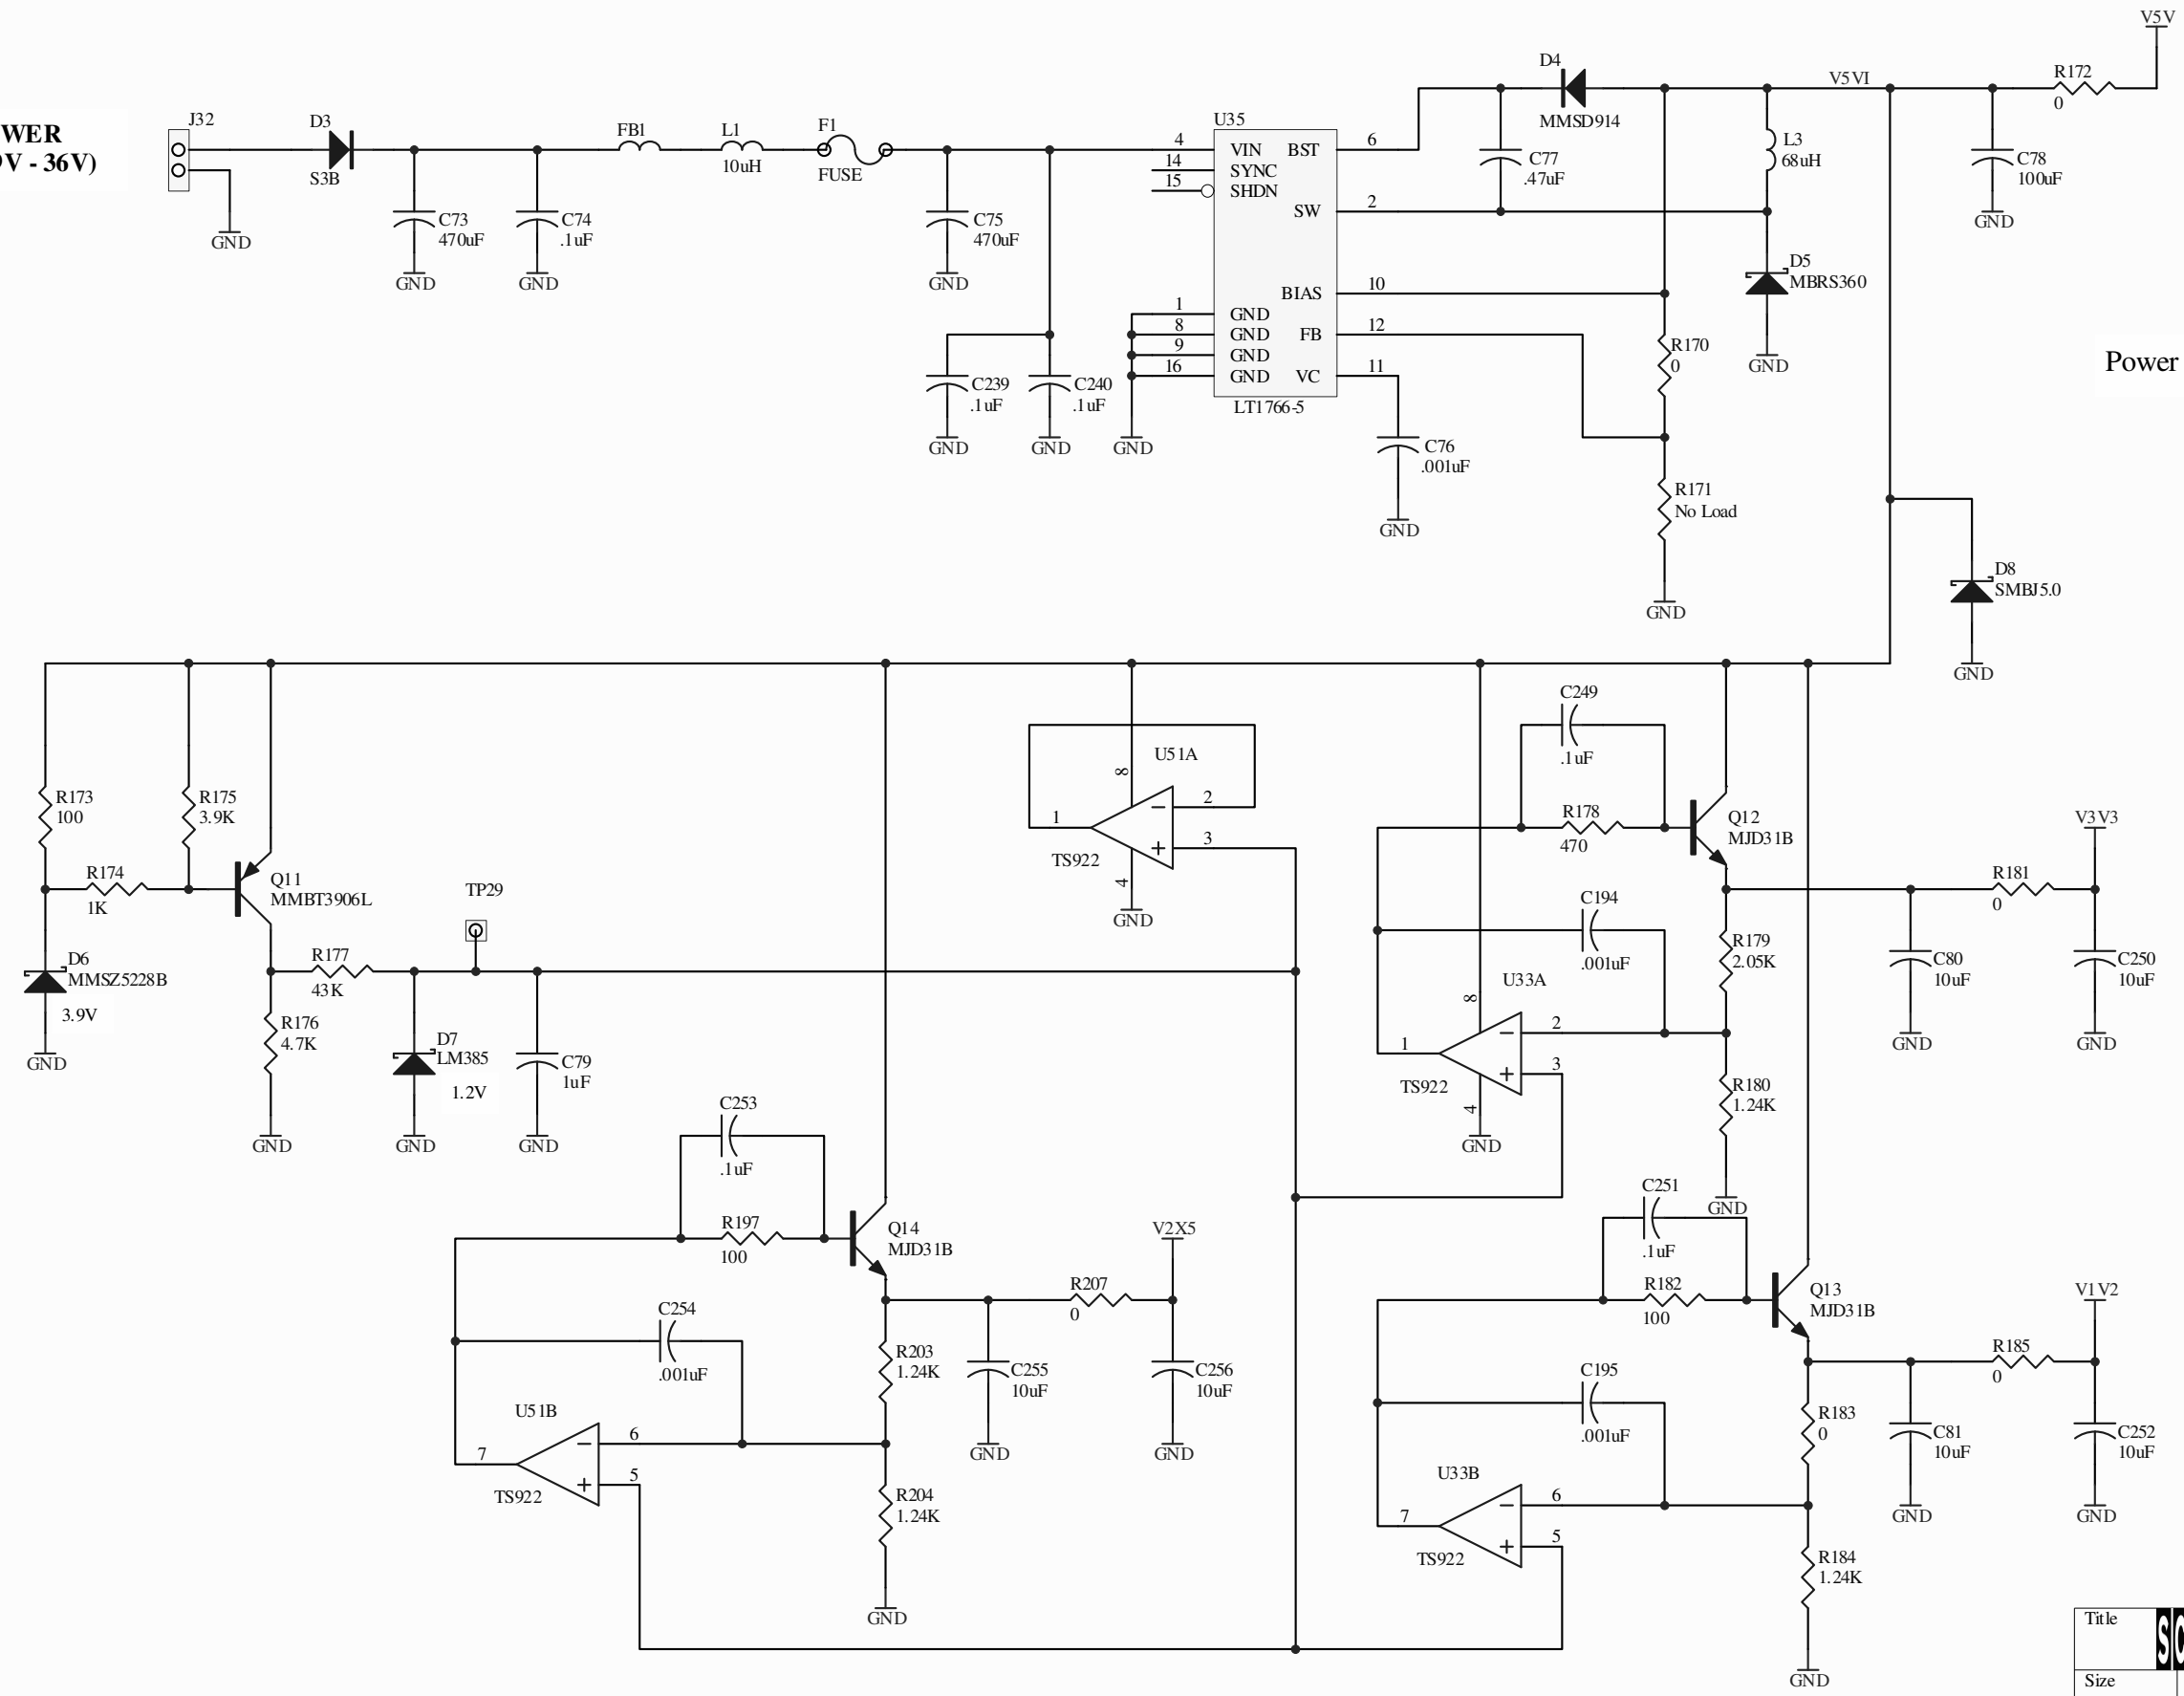 WER
V - 36V)
J32
GND
D3
S3B
C73
470uF
GND
C74
.1uF
GND
FB1
L1
10uH
F1
FUSE
C75
470uF
GND
C239
.1uF
GND
C240
.1uF
GND
U35
4 VIN BST 6
14 SYNC
15 SHDN
SW 2
BIAS 10
1 GND
8 GND FB 12
9 GND
16 GND VC 11
LT1766-5
GND
D4
MMSD914
C77
.47uF
C76
.001uF
GND
R170
0
R171
No Load
GND
L3
68uH
D5
MBRS360
GND
V5VI
C78
100uF
GND
R172
0
V5V
Power
D8
SMBJ5.0
GND
R173
100
R175
3.9K
R174
1K
Q11
MMBT3906L
D6
MMSZ5228B
3.9V
GND
R177
43K
R176
4.7K
GND
TP29
D7
LM385
1.2V
GND
C79
1uF
GND
U51A
8
2
1
3
TS922
4
GND
C249
.1uF
R178
470
Q12
MJD31B
C194
.001uF
U33A
8
2
1
3
TS922
4
GND
R179
2.05K
R180
1.24K
GND
R181
0
V3V3
C80
10uF
GND
C250
10uF
GND
C253
.1uF
R197
100
Q14
MJD31B
C254
.001uF
U51B
6
7
5
TS922
R203
1.24K
R204
1.24K
GND
V2X5
R207
0
C255
10uF
GND
C256
10uF
GND
C251
.1uF
R182
100
Q13
MJD31B
C195
.001uF
U33B
6
7
5
TS922
R183
0
R184
1.24K
GND
V1V2
R185
0
C81
10uF
GND
C252
10uF
GND
Title
Size